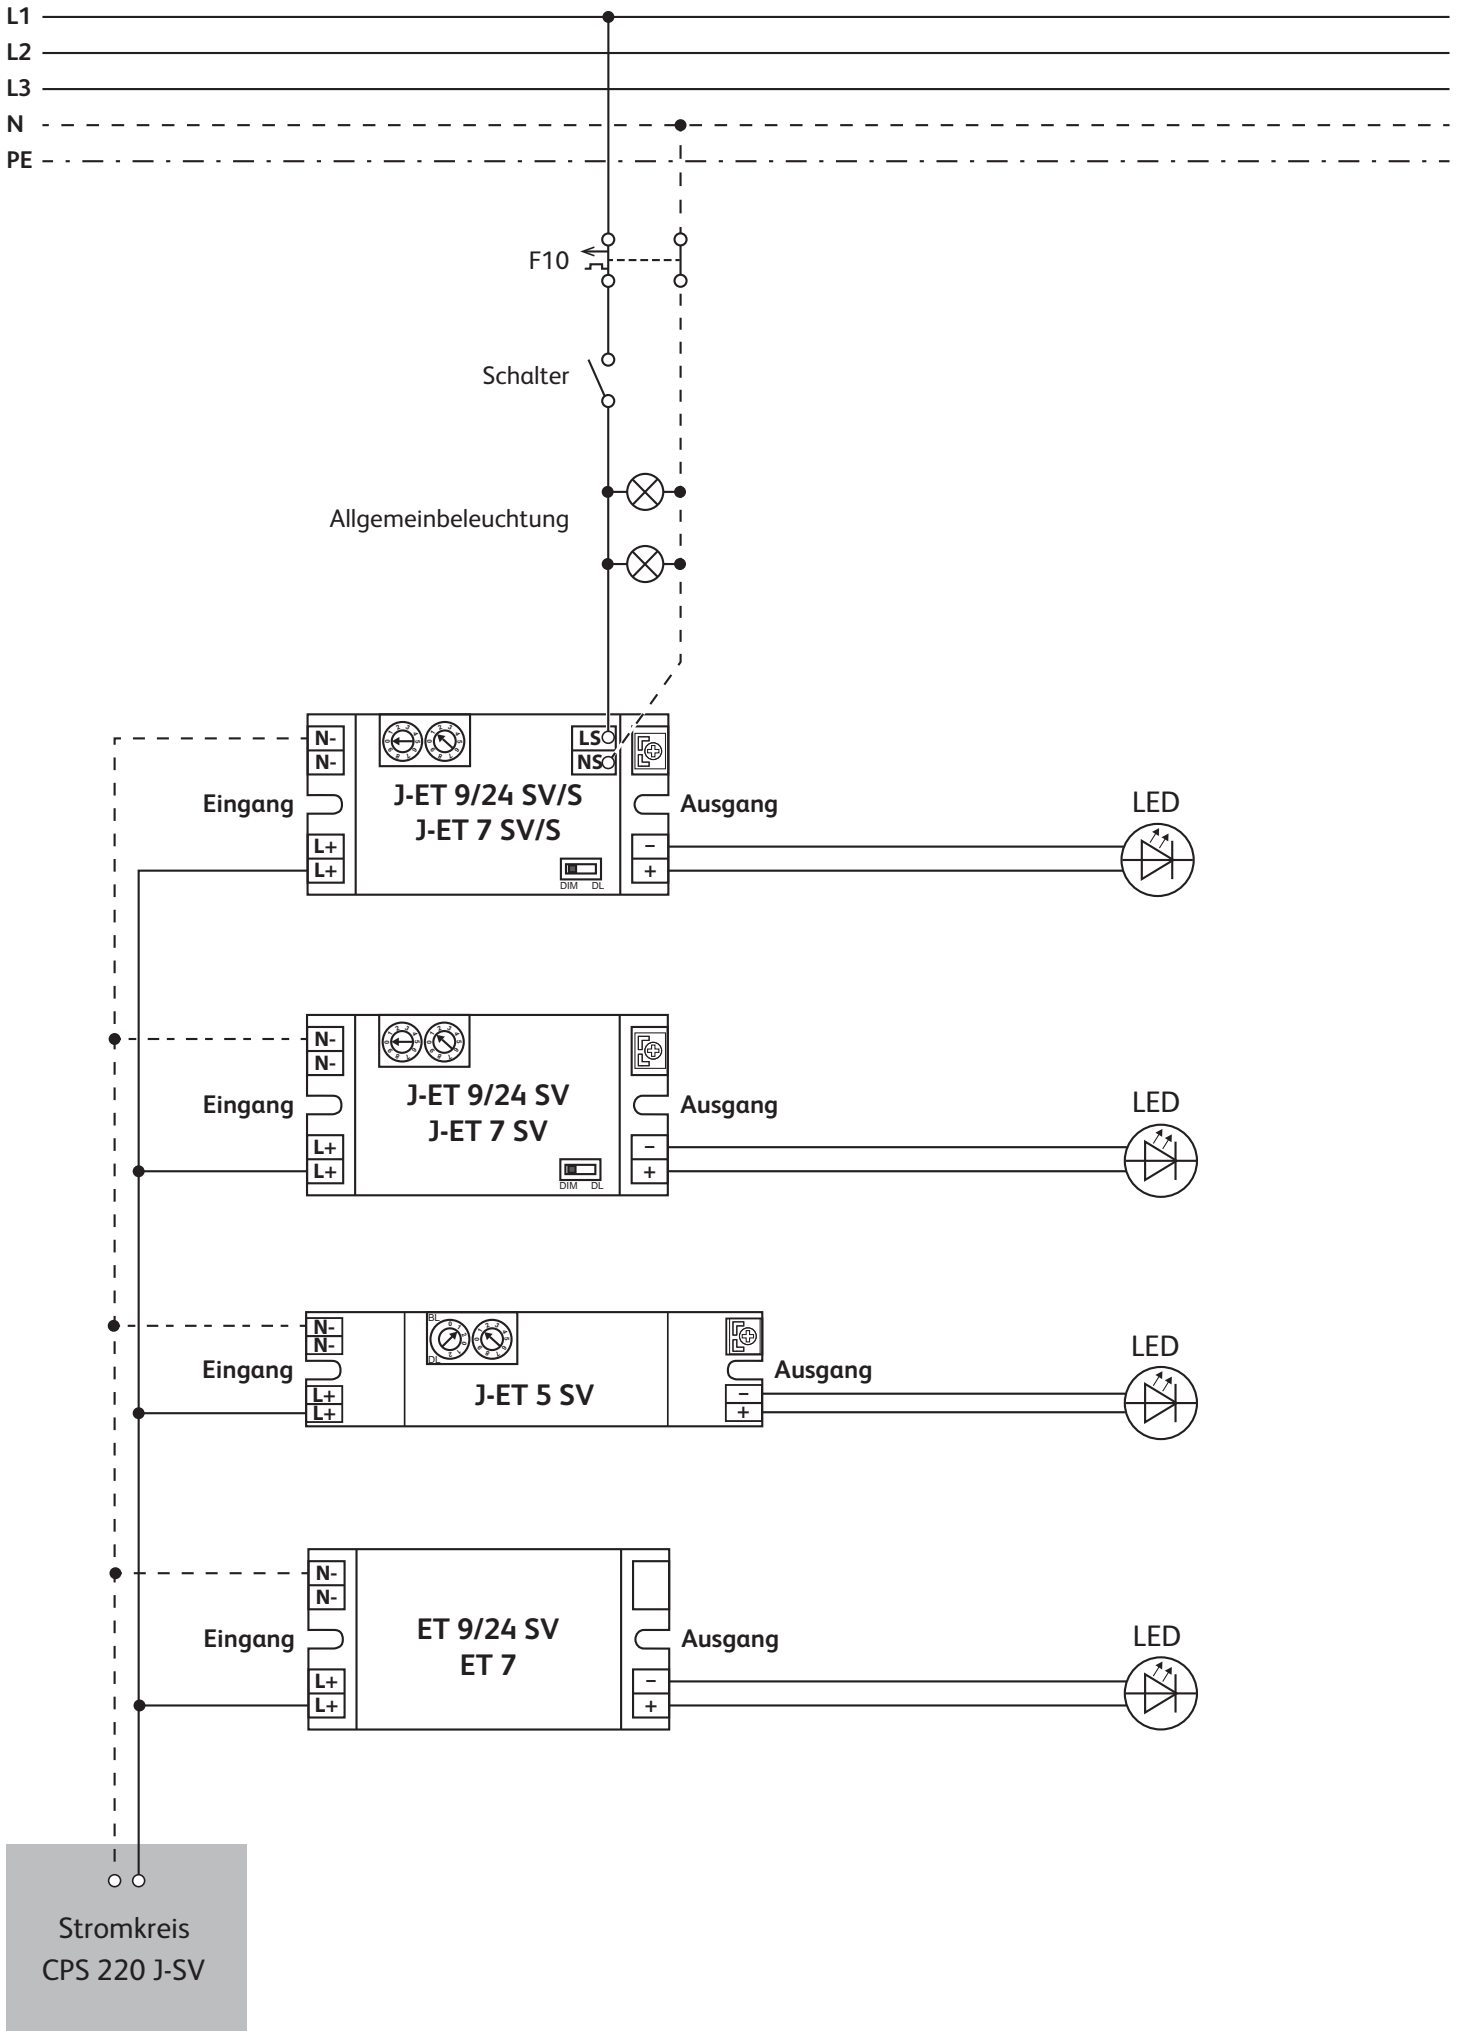 L1
L2
L3
N
PE
F10
Schalter
Allgemeinbeleuchtung
N-
N-
LS
NS
Eingang
J-ET 9/24 SV/S
J-ET 7 SV/S
Ausgang
LED
L+
L+
DIM DL
−
+
N-
N-
Eingang
J-ET 9/24 SV
J-ET 7 SV
Ausgang
LED
L+
L+
DIM DL
−
+
N-
N-
BL
DL
Eingang
J-ET 5 SV
Ausgang
LED
L+
L+
−
+
N-
N-
Eingang
ET 9/24 SV
ET 7
Ausgang
LED
L+
L+
−
+
Stromkreis
CPS 220 J-SV